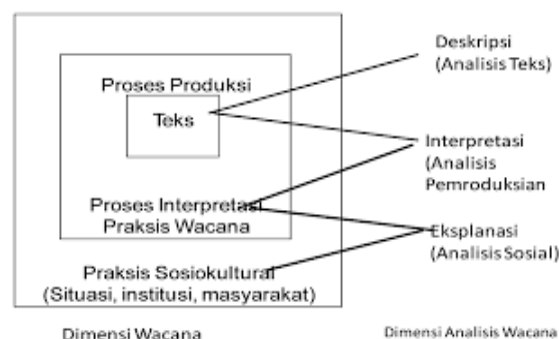 Proses Produksi
Teks
Proses Interpretasi
Praksis Wacana
Praksis Sosiokultural
(Situasi, institusi, masyarakat)
Dimensi Wacana
Deskripsi
(Analisis Teks)
Interpretasi
(Analisis
Pemroduksian
Eksplanasi
(Analisis Sosial)
Dimensi Analisis Wacana